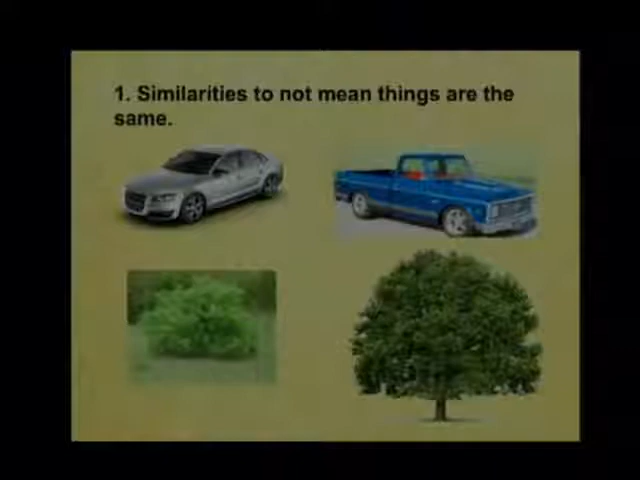 1. Similarities to not mean things are the
same.